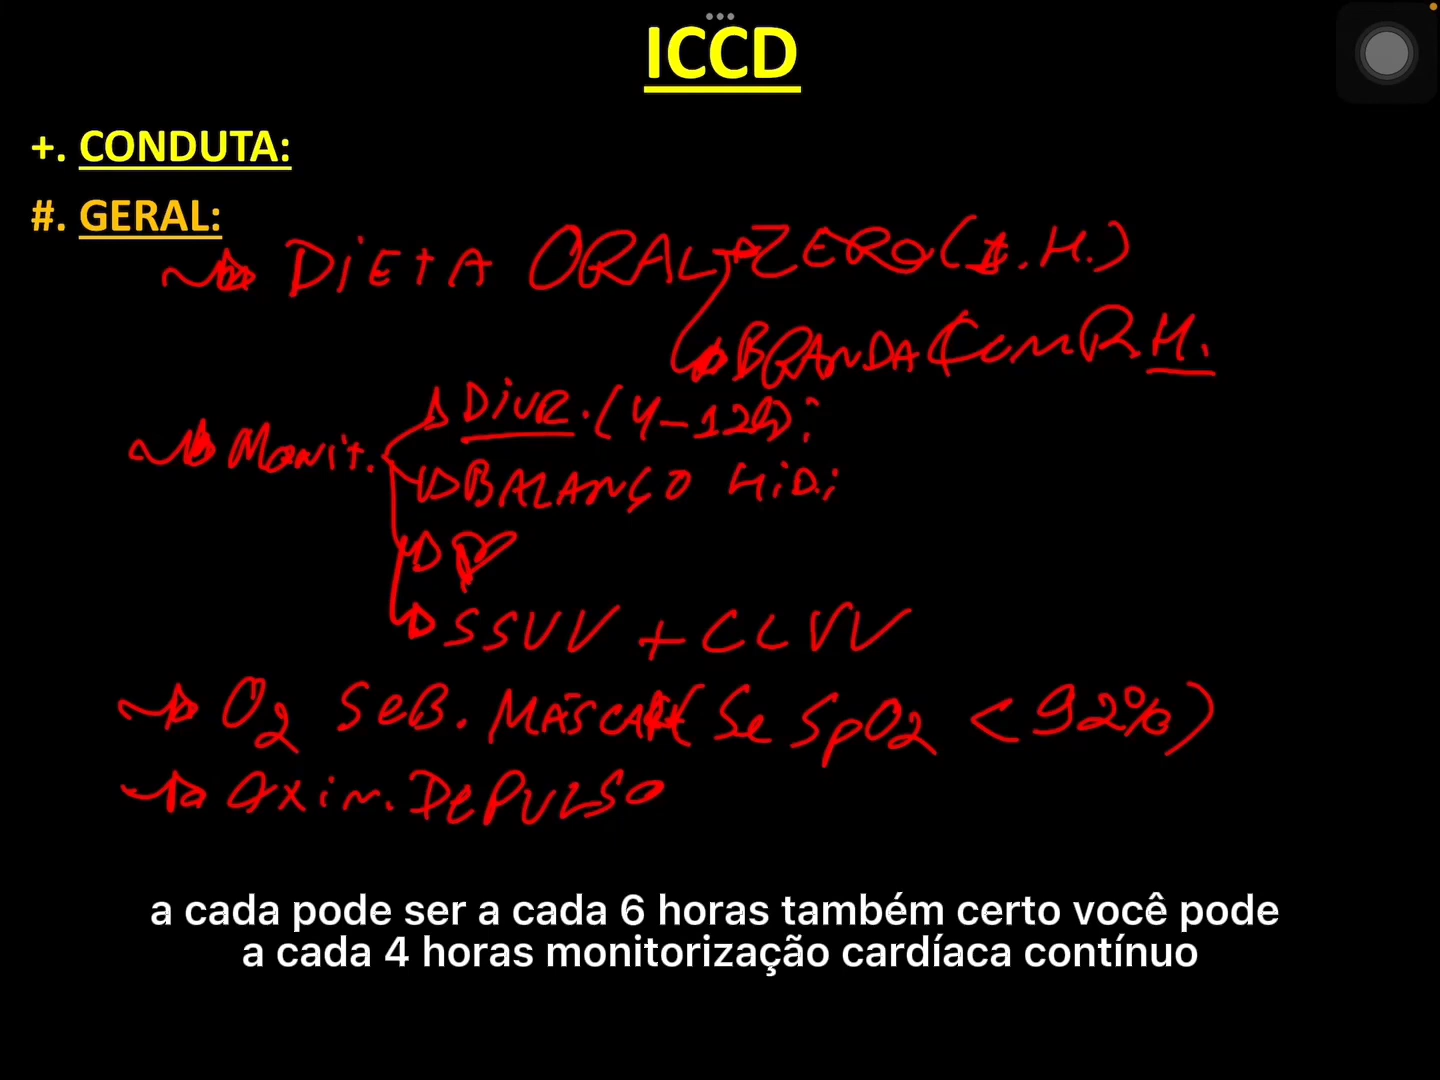 ICCD
+. CONDUTA:
#. GERAL:
DIETA ORAL ZERO (I.H.)
BRANDA COM R.H.
Monit.
DIUR. (4-12h);
BALANÇO HID;
SSVV + CCVV
O2 SOB. MÁSCARA (Se SpO2 < 92%)
OxiM. De PULSO
a cada pode ser a cada 6 horas também certo você pode
a cada 4 horas monitorização cardíaca contínuo